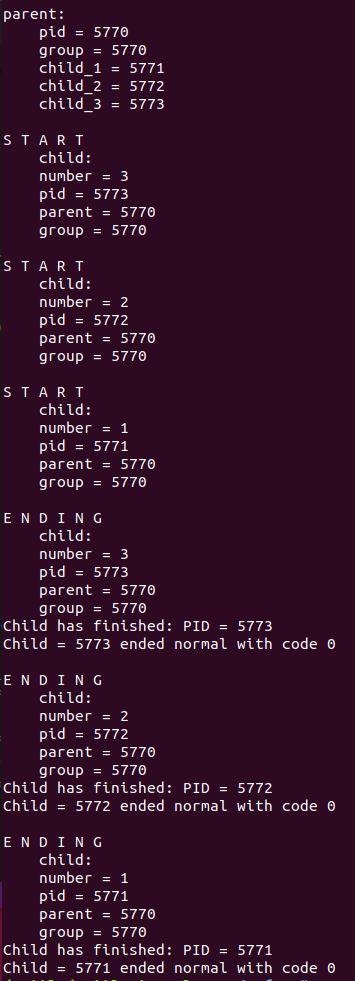 parent:
pid = 5770
group = 5770
child_1 = 5771
child_2 = 5772
child_3 = 5773
S T A R T
child:
number = 3
pid = 5773
parent = 5770
group = 5770
S T A R T
child:
number = 2
pid = 5772
parent = 5770
group = 5770
S T A R T
child:
number = 1
pid = 5771
parent = 5770
group = 5770
E N D I N G
child:
number = 3
pid = 5773
parent = 5770
group = 5770
Child has finished: PID = 5773
Child = 5773 ended normal with code 0
E N D I N G
child:
number = 2
pid = 5772
parent = 5770
group = 5770
Child has finished: PID = 5772
Child = 5772 ended normal with code 0
E N D I N G
child:
number = 1
pid = 5771
parent = 5770
group = 5770
Child has finished: PID = 5771
Child = 5771 ended normal with code 0